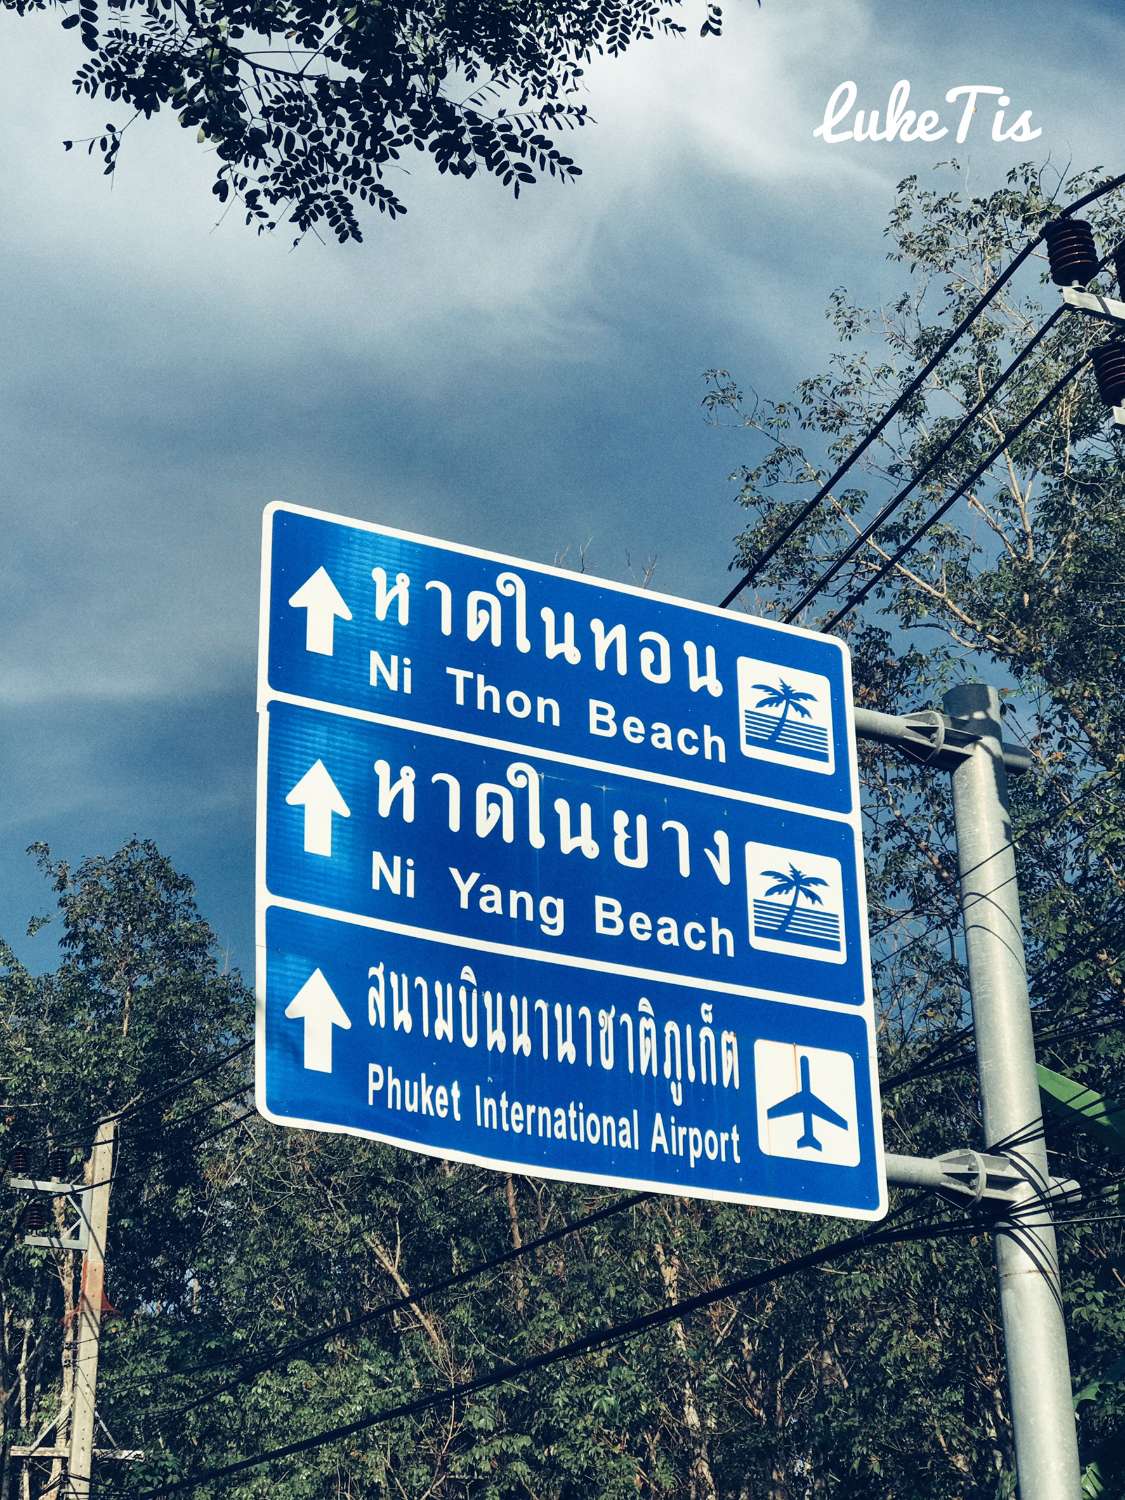 LukeTis
หาดในทอน
Ni Thon Beach
หาดในยาง
Ni Yang Beach
สนามบินนานาชาติภูเก็ต
Phuket International Airport